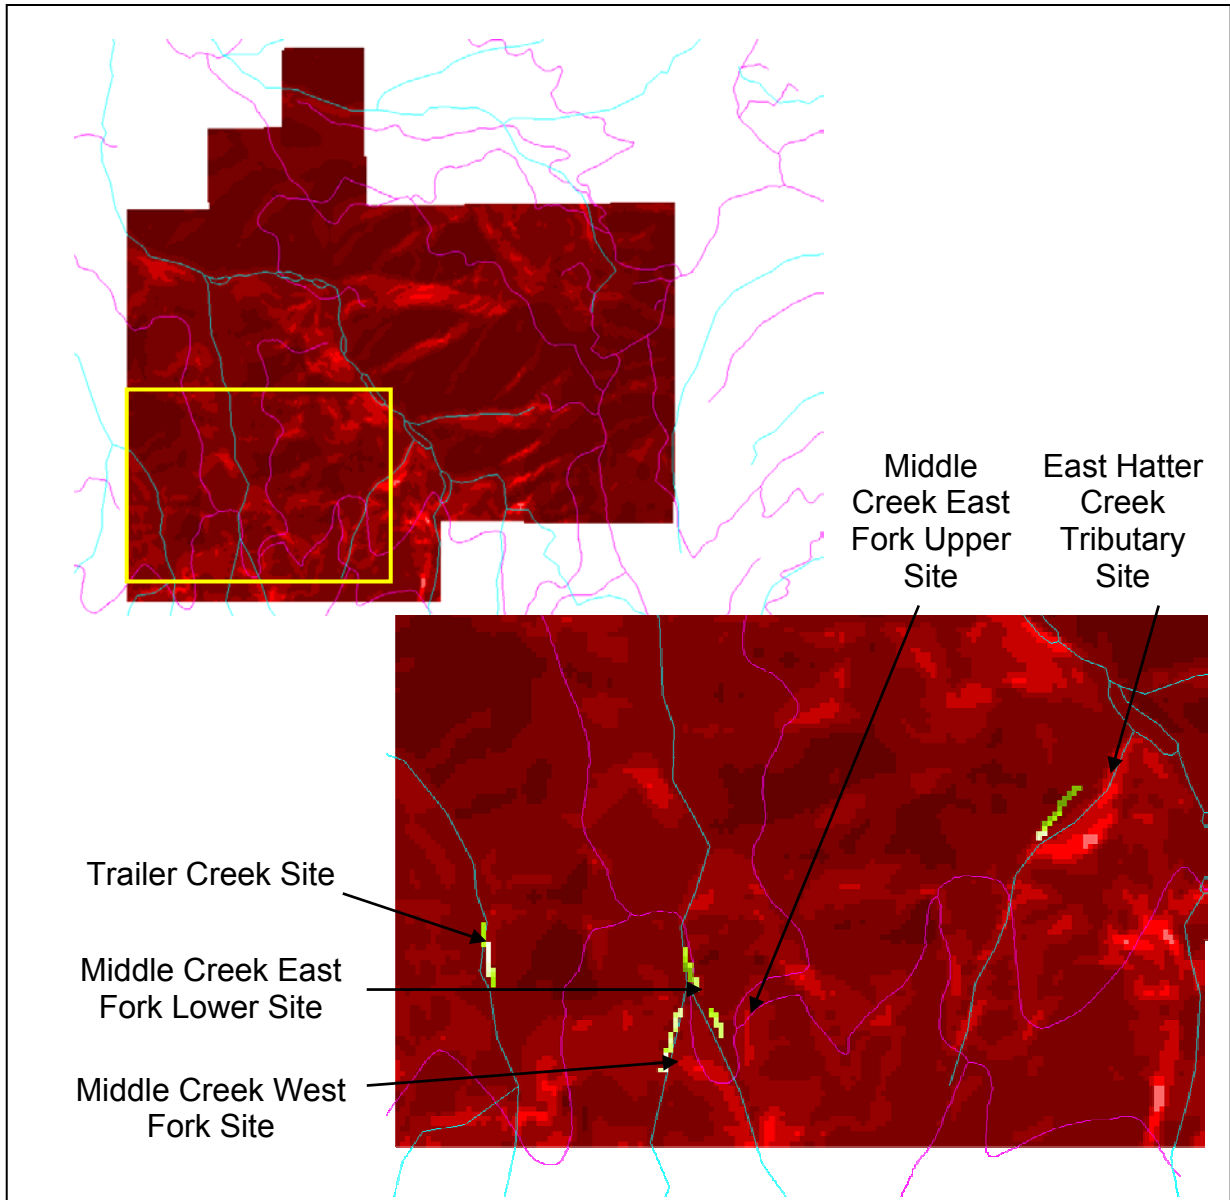 Middle
Creek East
Fork Upper
Site
East Hatter
Creek
Tributary
Site
Trailer Creek Site
Middle Creek East
Fork Lower Site
Middle Creek West
Fork Site